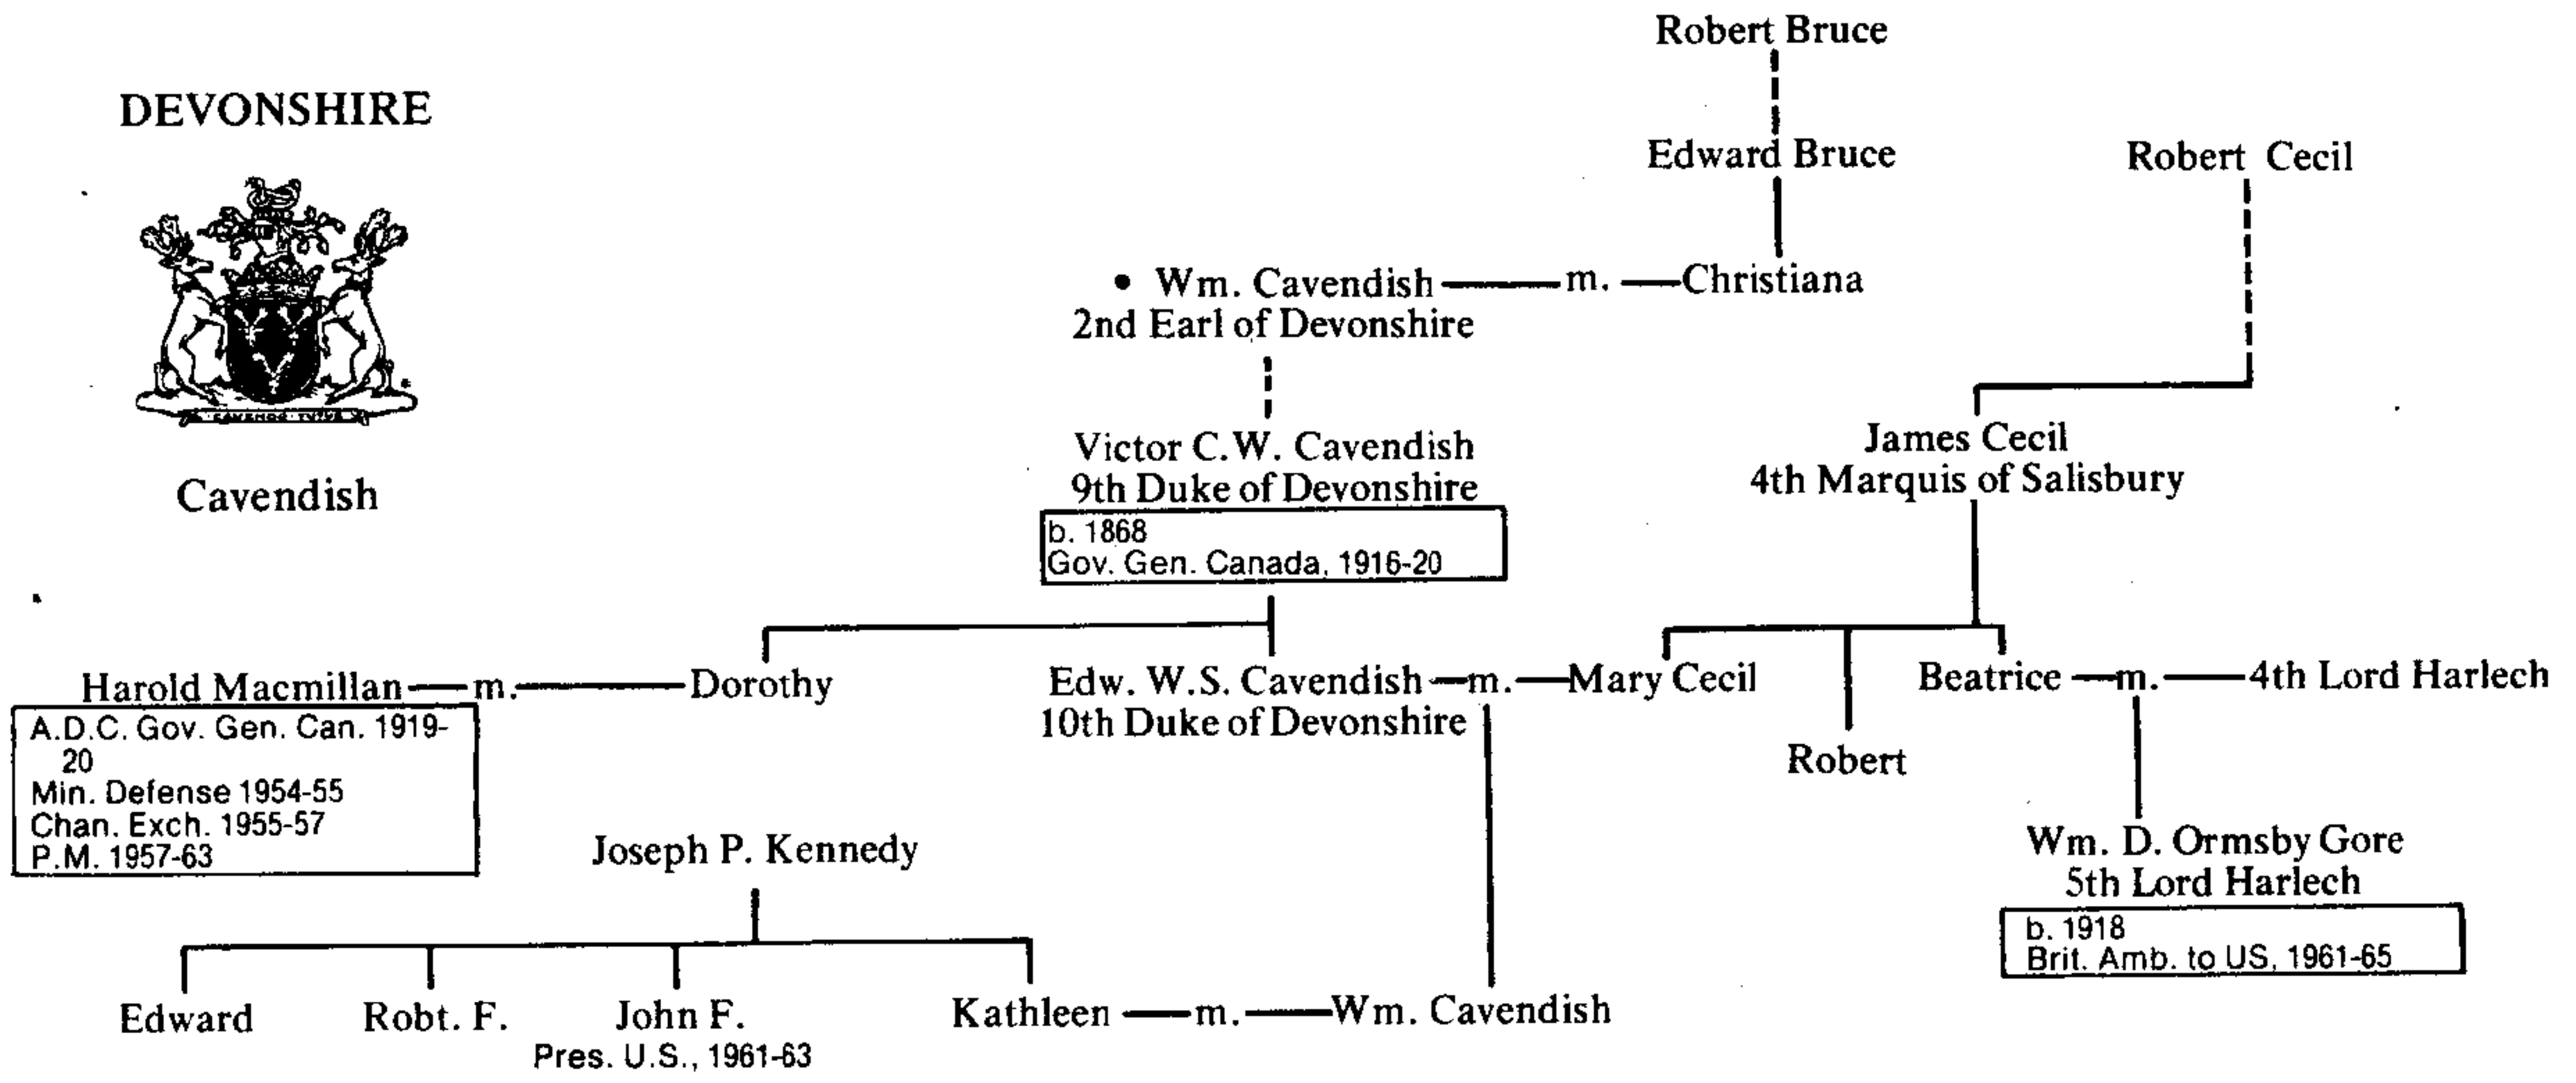 Robert Bruce
DEVONSHIRE
Edward Bruce
Robert Cecil
• Wm. Cavendish — m. — Christiana
2nd Earl of Devonshire
CAVENDO TUTUS
Victor C.W. Cavendish
9th Duke of Devonshire
b. 1868
Gov. Gen. Canada, 1916-20
James Cecil
4th Marquis of Salisbury
Cavendish
Harold Macmillan — m. — Dorothy
A.D.C. Gov. Gen. Can. 1919-
20
Min. Defense 1954-55
Chan. Exch. 1955-57
P.M. 1957-63
Edw. W.S. Cavendish — m. — Mary Cecil
10th Duke of Devonshire
Robert
Beatrice — m. — 4th Lord Harlech
Wm. D. Ormsby Gore
5th Lord Harlech
b. 1918
Brit. Amb. to US, 1961-65
Joseph P. Kennedy
Edward
Robt. F.
John F.
Pres. U.S., 1961-63
Kathleen — m. — Wm. Cavendish